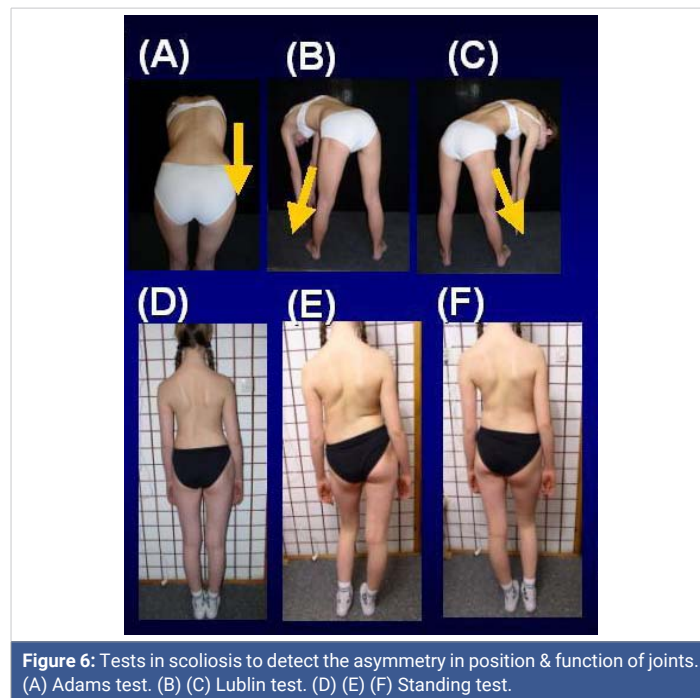 (A) (B) (C)
(D) (E) (F)
Figure 6: Tests in scoliosis to detect the asymmetry in position & function of joints.
(A) Adams test. (B) (C) Lublin test. (D) (E) (F) Standing test.